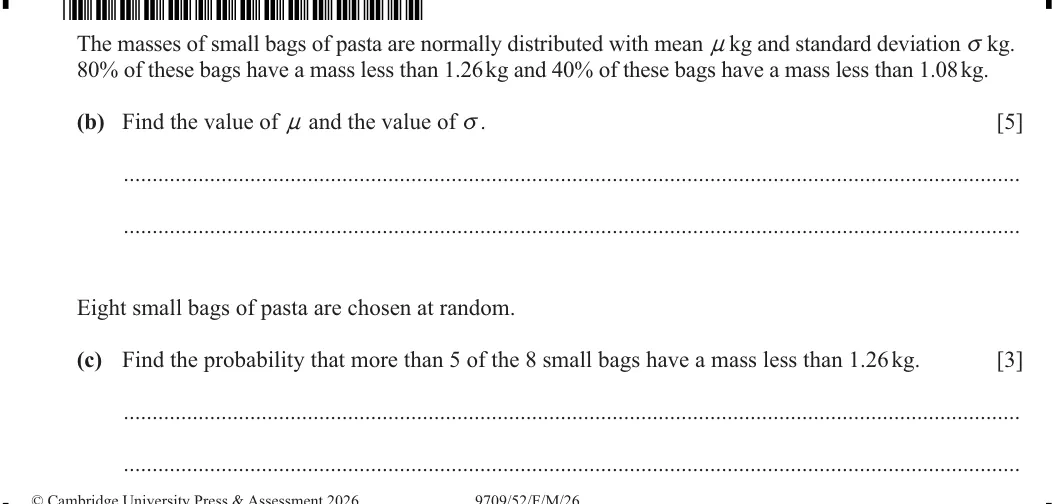 The masses of small bags of pasta are normally distributed with mean μ kg and standard deviation σ kg.
80% of these bags have a mass less than 1.26 kg and 40% of these bags have a mass less than 1.08 kg.
(b) Find the value of μ and the value of σ. [5]
................................................................................
................................................................................
Eight small bags of pasta are chosen at random.
(c) Find the probability that more than 5 of the 8 small bags have a mass less than 1.26 kg. [3]
................................................................................
................................................................................
© Cambridge University Press & Assessment 2026 9709/52/F/M/26